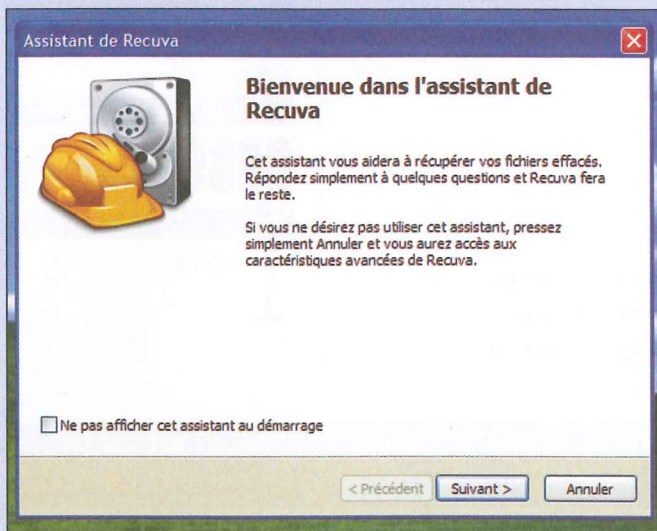 Assistant de Recuva
Bienvenue dans l'assistant de
Recuva
Cet assistant vous aidera à récupérer vos fichiers effacés.
Répondez simplement à quelques questions et Recuva fera
le reste.
Si vous ne désirez pas utiliser cet assistant, pressez
simplement Annuler et vous aurez accès aux
caractéristiques avancées de Recuva.
Ne pas afficher cet assistant au démarrage
< Précédent Suivant > Annuler